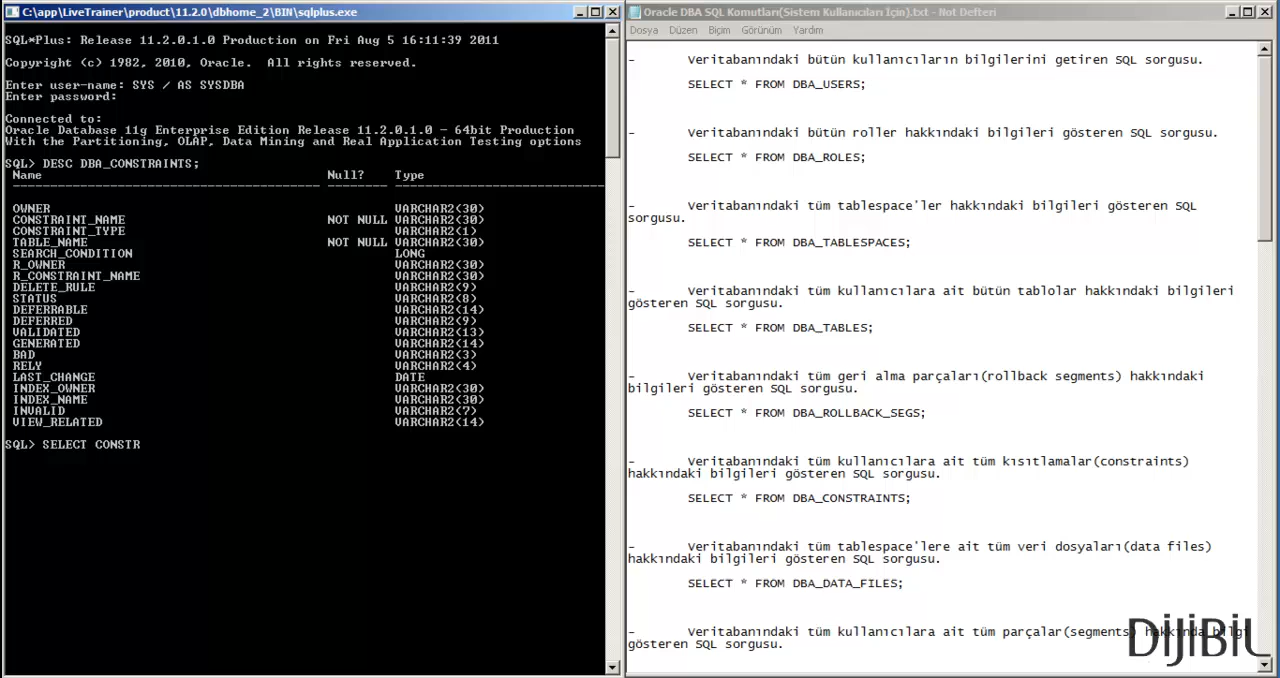 C:\app\LiveTrainer\product\11.2.0\dbhome_2\BIN\sqlplus.exe
SQL*Plus: Release 11.2.0.1.0 Production on Fri Aug 5 16:11:39 2011
Copyright (c) 1982, 2010, Oracle.  All rights reserved.
Enter user-name: SYS / AS SYSDBA
Enter password:
Connected to:
Oracle Database 11g Enterprise Edition Release 11.2.0.1.0 - 64bit Production
With the Partitioning, OLAP, Data Mining and Real Application Testing options
SQL> DESC DBA_CONSTRAINTS;
Name Null? Type
OWNER VARCHAR2(30)
CONSTRAINT_NAME NOT NULL VARCHAR2(30)
CONSTRAINT_TYPE VARCHAR2(1)
TABLE_NAME NOT NULL VARCHAR2(30)
SEARCH_CONDITION LONG
R_OWNER VARCHAR2(30)
R_CONSTRAINT_NAME VARCHAR2(30)
DELETE_RULE VARCHAR2(9)
STATUS VARCHAR2(8)
DEFERRABLE VARCHAR2(14)
DEFERRED VARCHAR2(9)
VALIDATED VARCHAR2(13)
GENERATED VARCHAR2(14)
BAD VARCHAR2(3)
RELY VARCHAR2(4)
LAST_CHANGE DATE
INDEX_OWNER VARCHAR2(30)
INDEX_NAME VARCHAR2(30)
INVALID VARCHAR2(7)
VIEW_RELATED VARCHAR2(14)
SQL> SELECT CONSTR
Oracle DBA SQL Komutları(Sistem Kullanıcıları İçin).txt - Not Defteri
Dosya Düzen Biçim Görünüm Yardım
- Veritabanındaki bütün kullanıcıların bilgilerini getiren SQL sorgusu.
SELECT * FROM DBA_USERS;
- Veritabanındaki bütün roller hakkındaki bilgileri gösteren SQL sorgusu.
SELECT * FROM DBA_ROLES;
- Veritabanındaki tüm tablespace'ler hakkındaki bilgileri gösteren SQL
sorgusu.
SELECT * FROM DBA_TABLESPACES;
- Veritabanındaki tüm kullanıcılara ait bütün tablolar hakkındaki bilgileri
gösteren SQL sorgusu.
SELECT * FROM DBA_TABLES;
- Veritabanındaki tüm geri alma parçaları(rollback segments) hakkındaki
bilgileri gösteren SQL sorgusu.
SELECT * FROM DBA_ROLLBACK_SEGS;
- Veritabanındaki tüm kullanıcılara ait tüm kısıtlamalar(constraints)
hakkındaki bilgileri gösteren SQL sorgusu.
SELECT * FROM DBA_CONSTRAINTS;
- Veritabanındaki tüm tablespace'lere ait tüm veri dosyaları(data files)
hakkındaki bilgileri gösteren SQL sorgusu.
SELECT * FROM DBA_DATA_FILES;
- Veritabanındaki tüm kullanıcılara ait tüm parçalar(segments) hakkında bilgi
gösteren SQL sorgusu.
DijiBiL